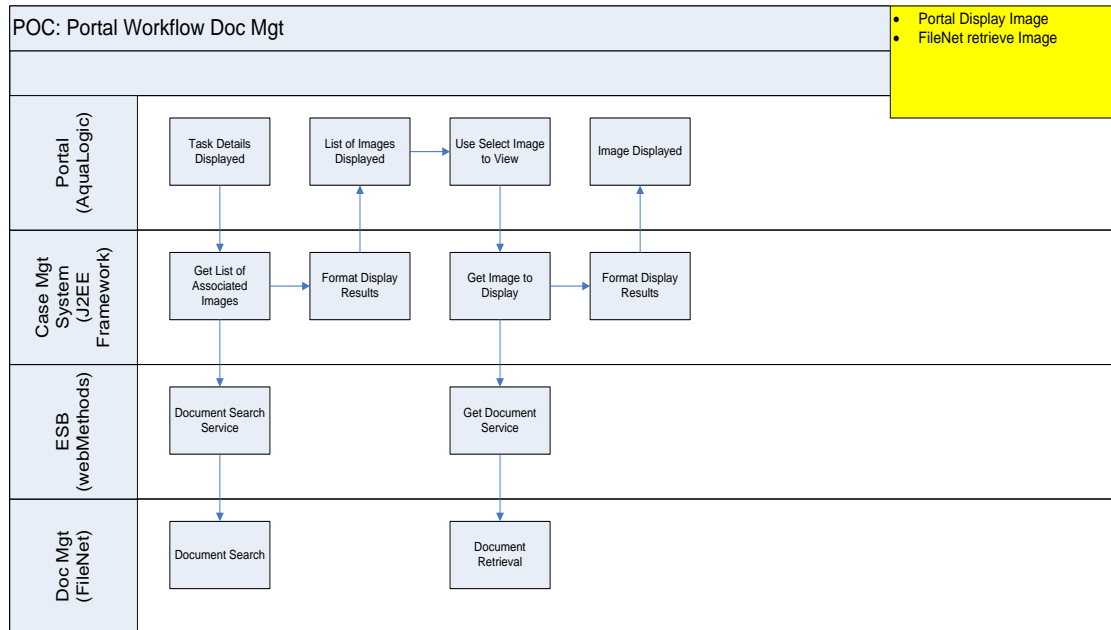 POC: Portal Workflow Doc Mgt
• Portal Display Image
• FileNet retrieve Image
Portal
(AquaLogic)
Task Details
Displayed
List of Images
Displayed
Use Select Image
to View
Image Displayed
Case Mgt
System
(J2EE
Framework)
Get List of
Associated
Images
Format Display
Results
Get Image to
Display
Format Display
Results
ESB
(webMethods)
Document Search
Service
Get Document
Service
Doc Mgt
(FileNet)
Document Search
Document
Retrieval